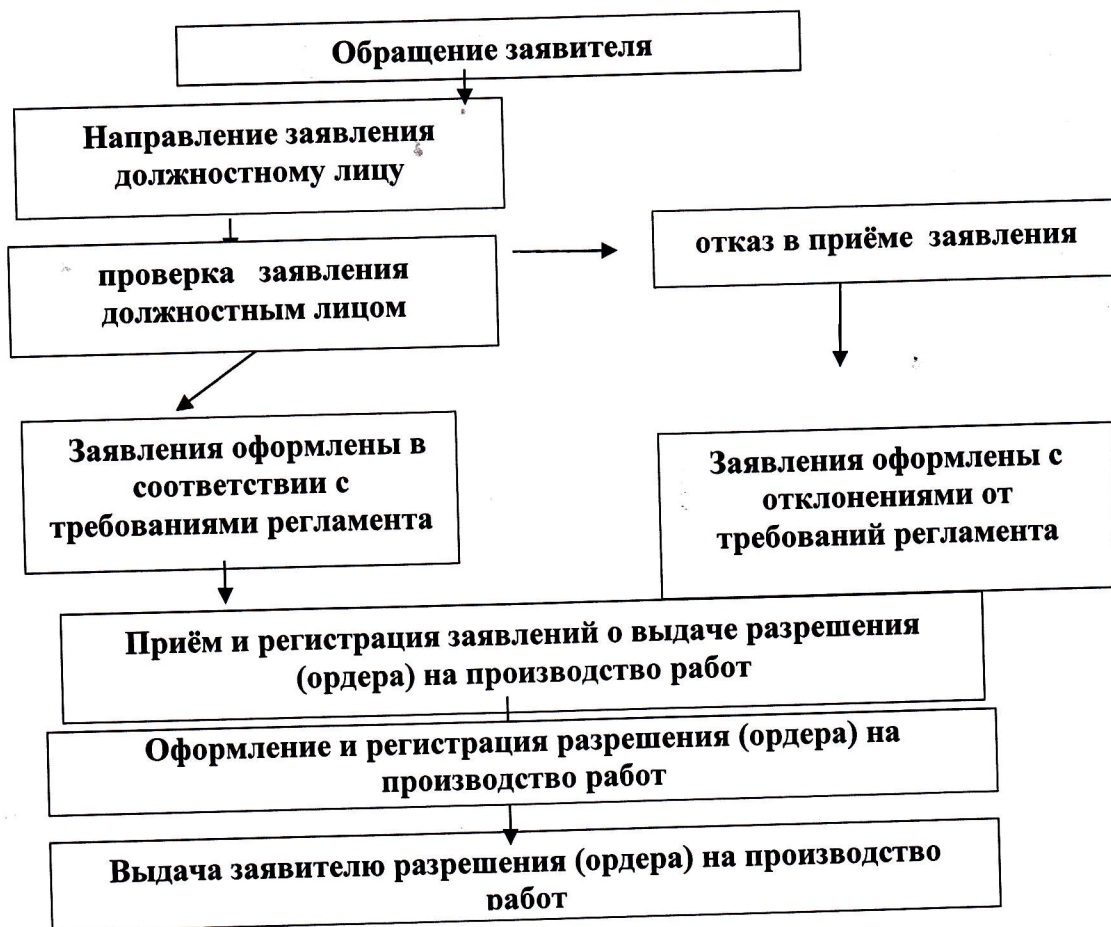 Обращение заявителя
Направление заявления
должностному лицу
проверка заявления
должностным лицом
отказ в приёме заявления
Заявления оформлены в
соответствии с
требованиями регламента
Заявления оформлены с
отклонениями от
требований регламента
Приём и регистрация заявлений о выдаче разрешения
(ордера) на производство работ
Оформление и регистрация разрешения (ордера) на
производство работ
Выдача заявителю разрешения (ордера) на производство
работ